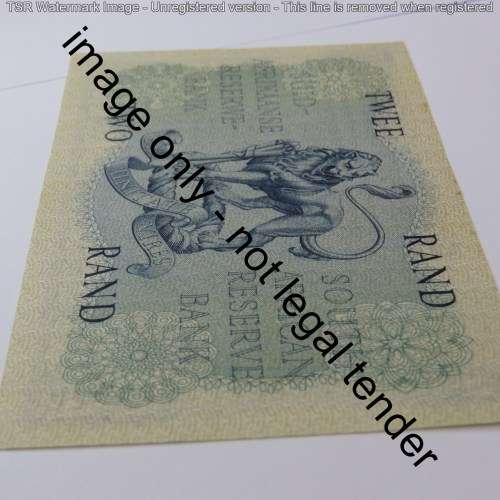 TSR Watermark Image - Unregistered version - This line is removed when registered
image only - not legal tender
SUID-
AFRIKAANSE
RESERWE-
BANK
TWEE
RAND
TWO
RAND
SOUTH
AFRICAN
RESERVE
BANK